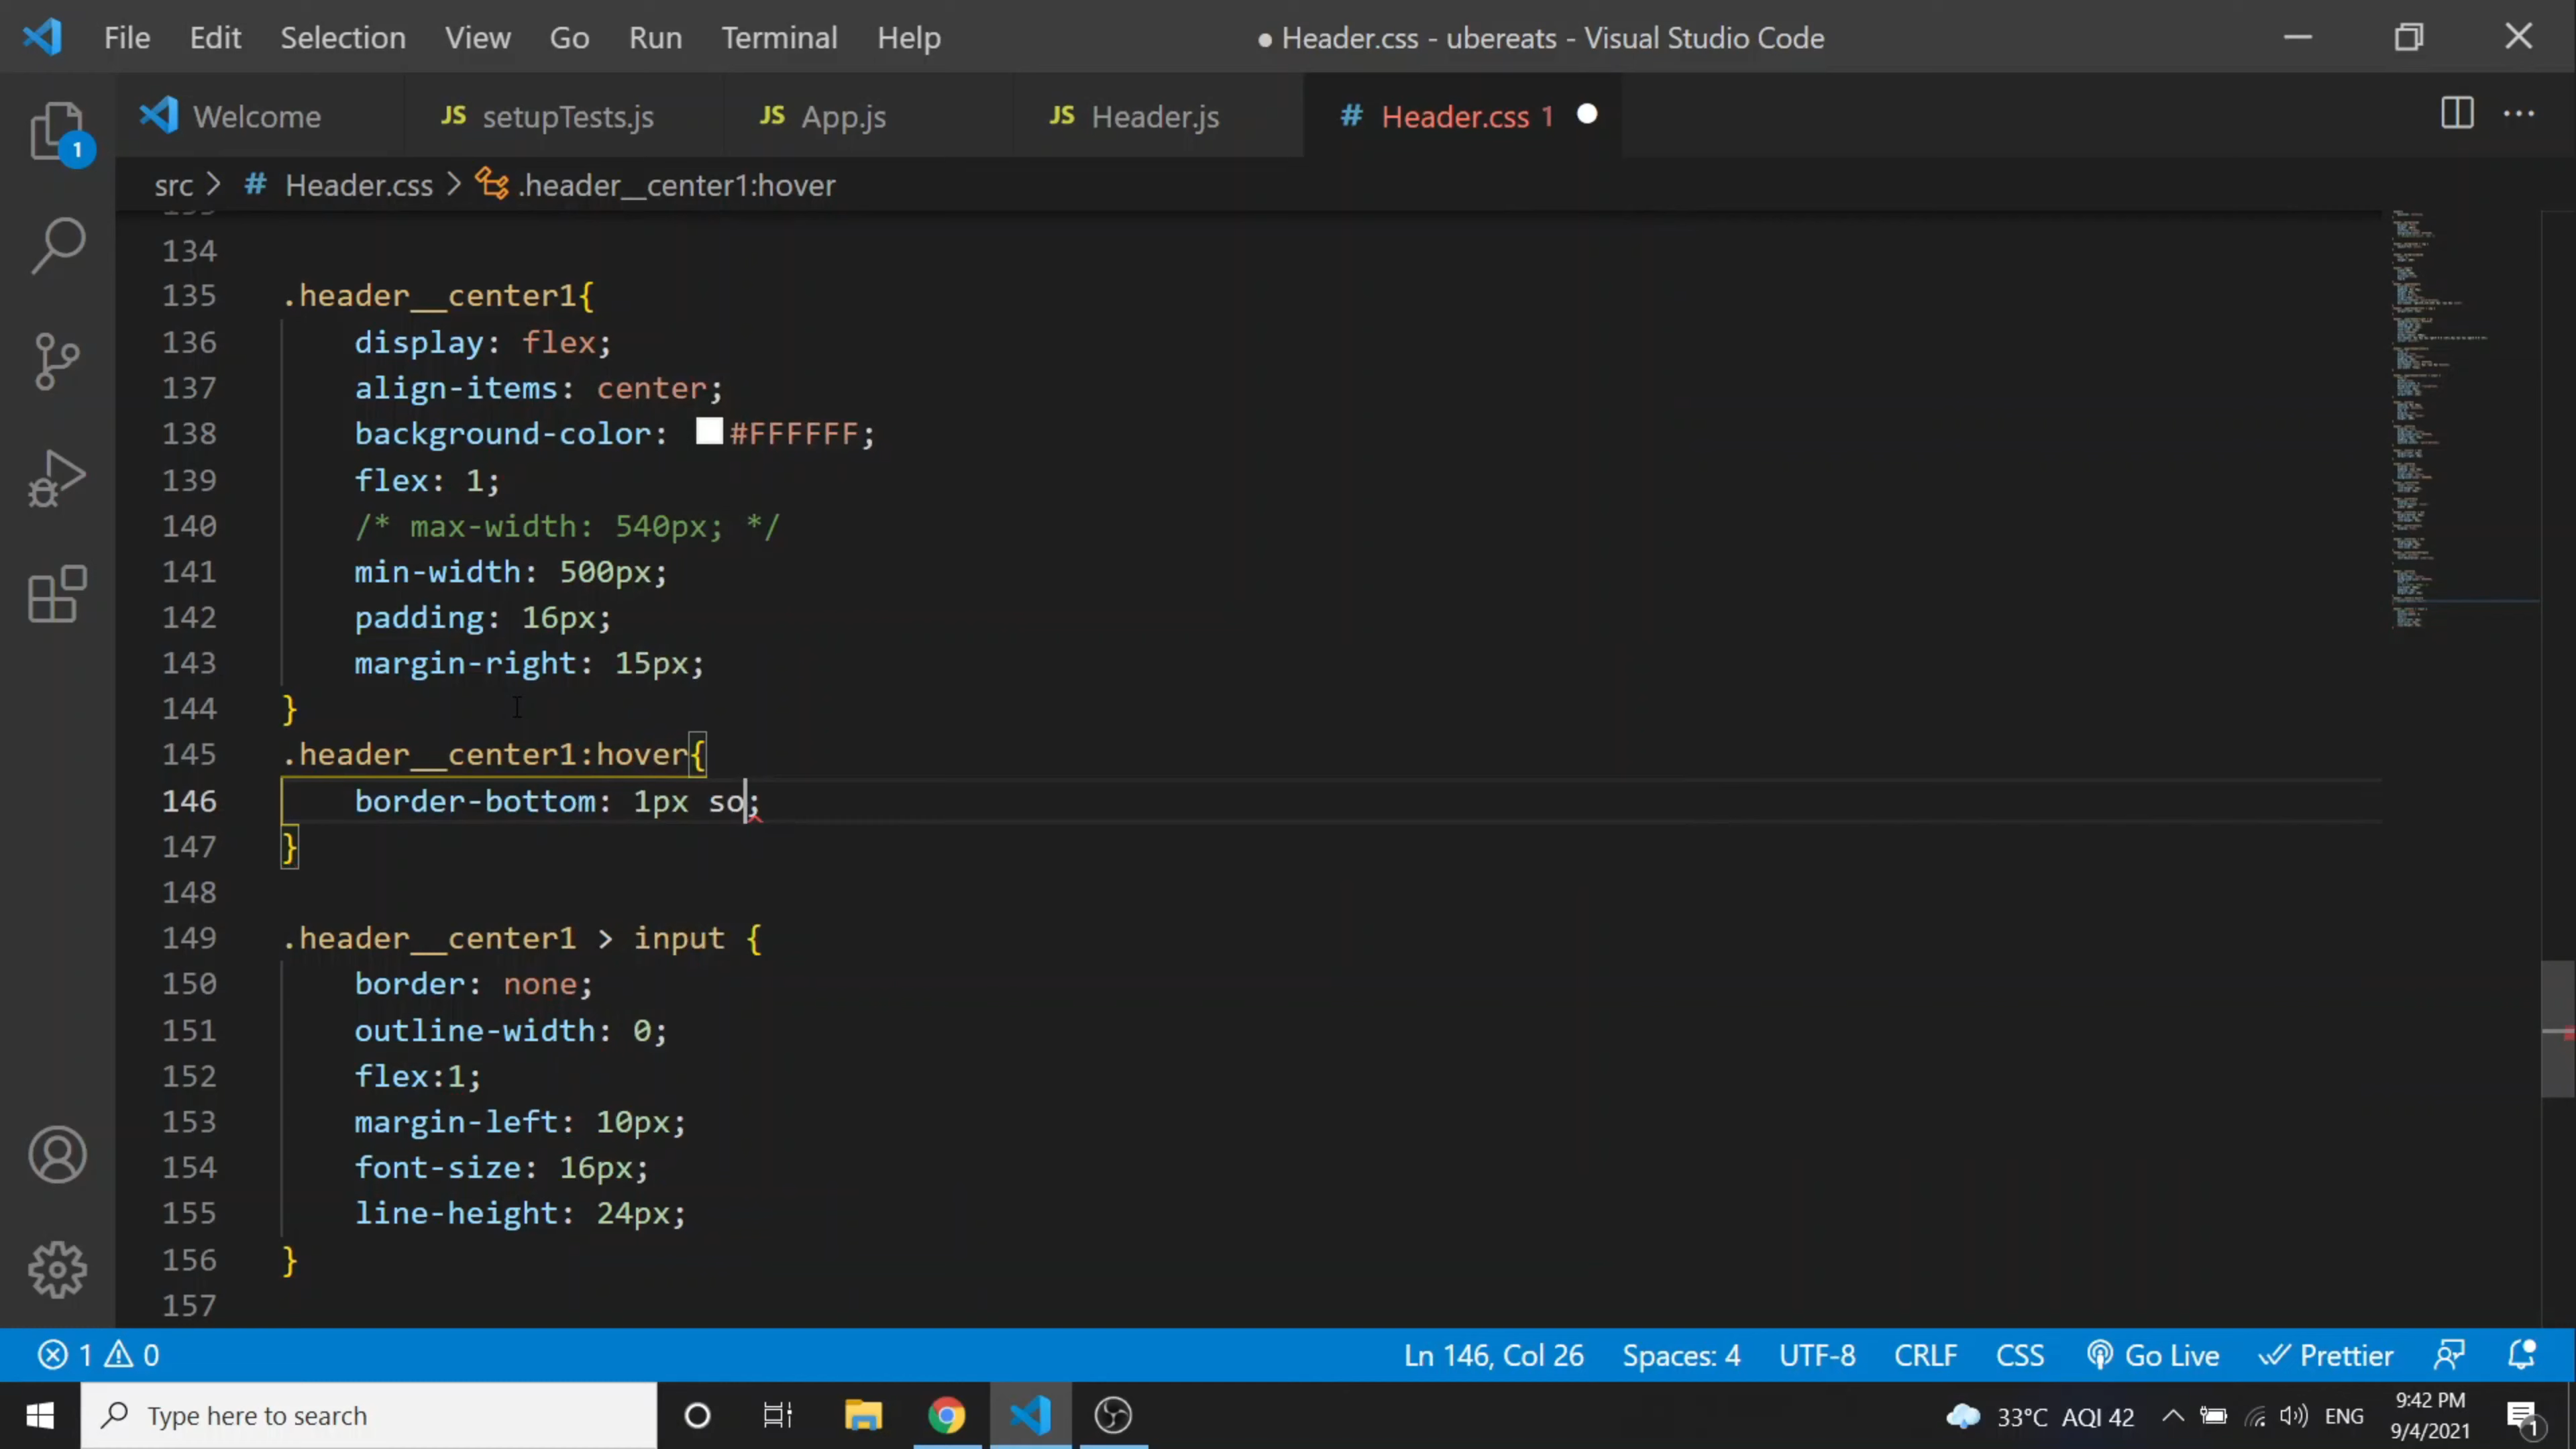 File Edit Selection View Go Run Terminal Help ● Header.css - ubereats - Visual Studio Code
Welcome JS setupTests.js JS App.js JS Header.js # Header.css 1
1
src > # Header.css > .header__center1:hover
134
135 .header__center1{
136 display: flex;
137 align-items: center;
138 background-color: #FFFFFF;
139 flex: 1;
140 /* max-width: 540px; */
141 min-width: 500px;
142 padding: 16px;
143 margin-right: 15px;
144 }
145 .header__center1:hover{
146 border-bottom: 1px so;
147 }
148
149 .header__center1 > input {
150 border: none;
151 outline-width: 0;
152 flex:1;
153 margin-left: 10px;
154 font-size: 16px;
155 line-height: 24px;
156 }
157
1 0 Ln 146, Col 26 Spaces: 4 UTF-8 CRLF CSS Go Live Prettier
Type here to search 33°C AQI 42 ENG 9:42 PM
9/4/2021 1